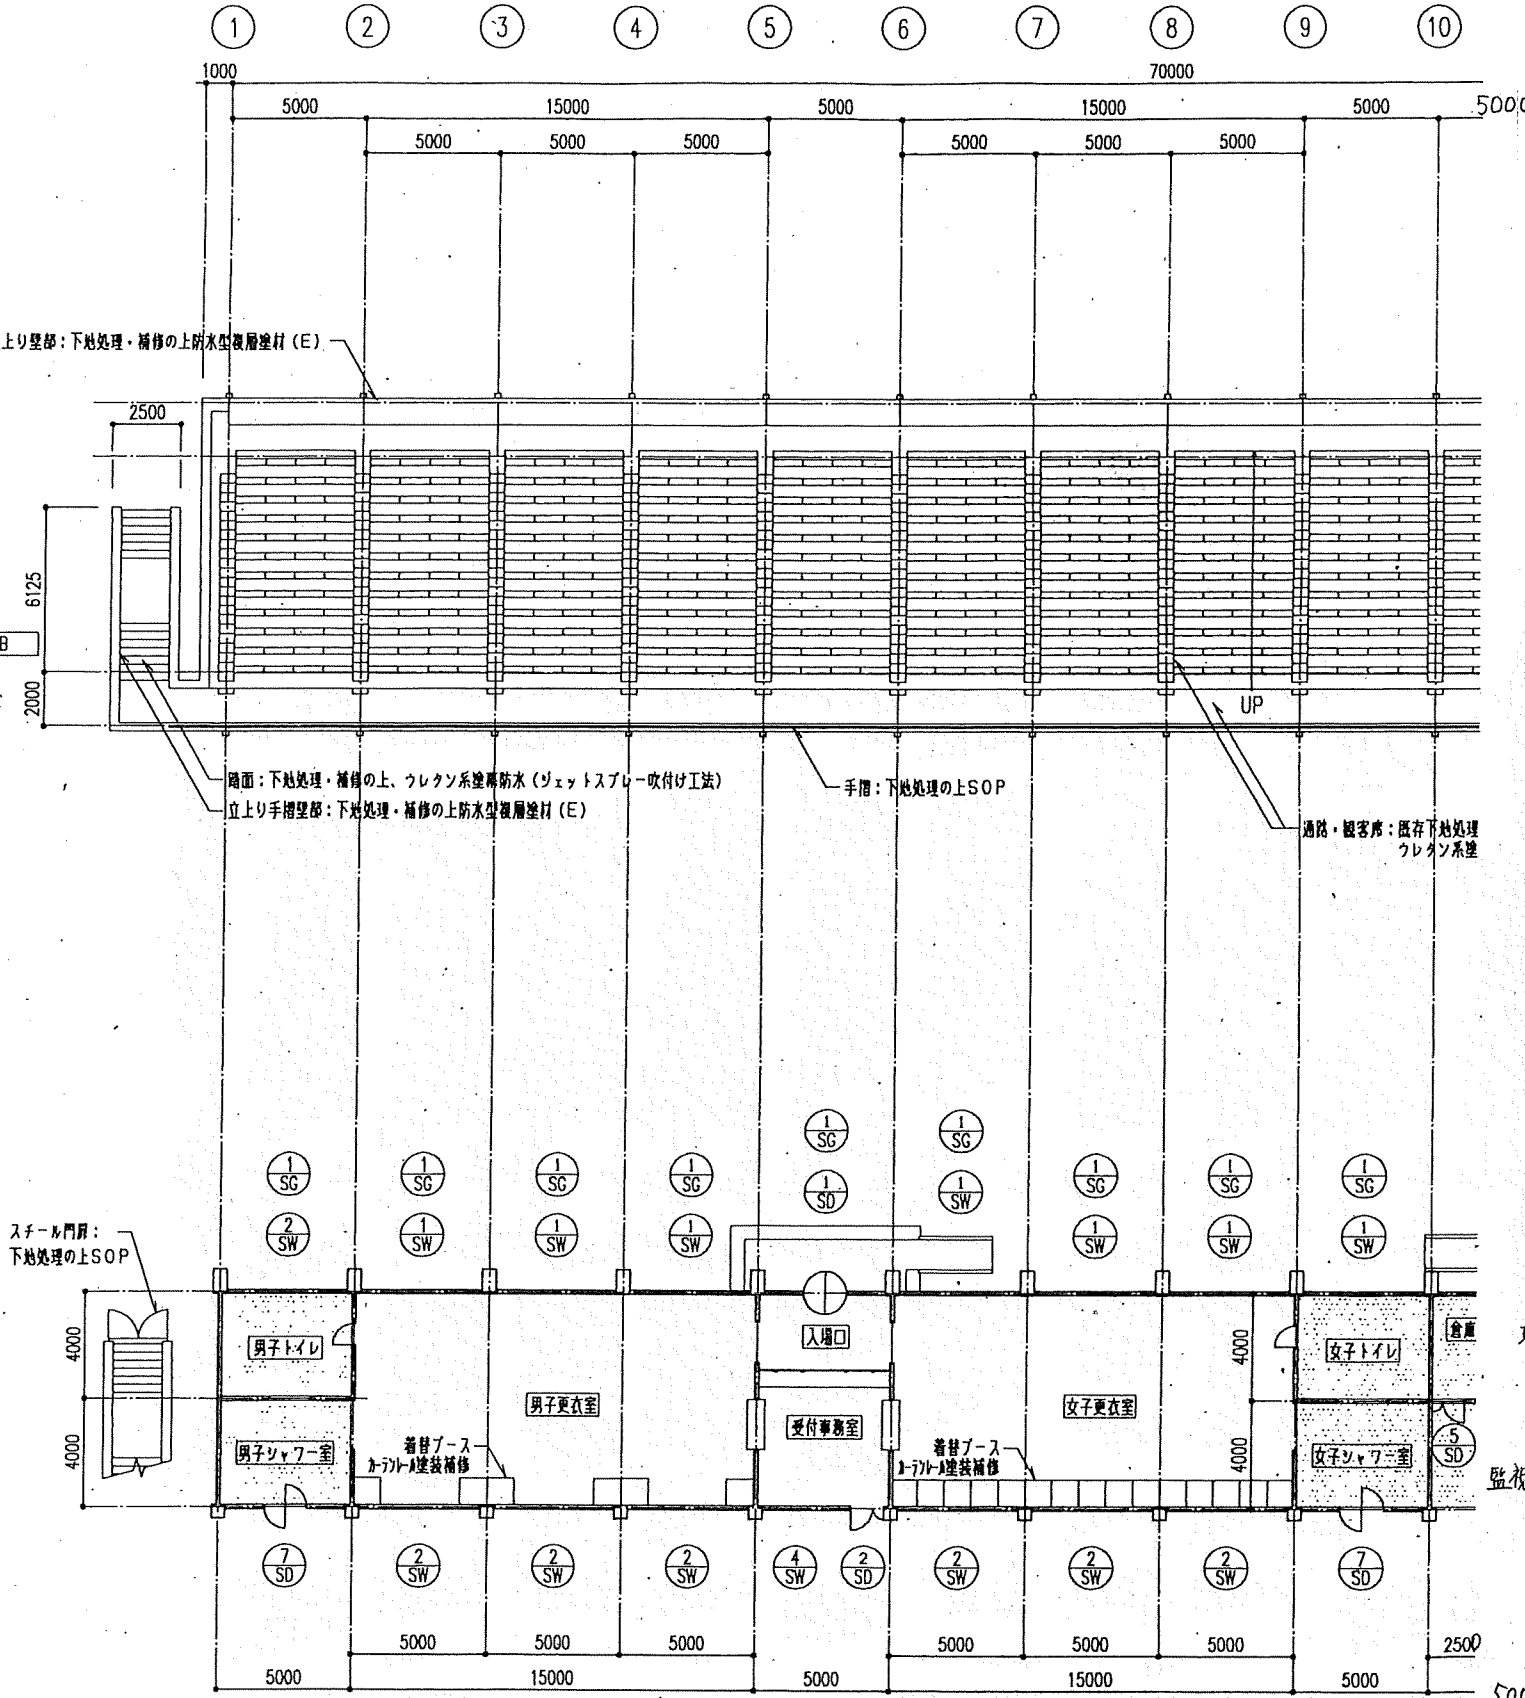 1 2 3 4 5 6 7 8 9 10
1000 70000
5000 15000 5000 15000 5000 5000
5000 5000 5000 5000 5000 5000
上り壁部:下地処理・補修の上防水型複層塗材(E)
2500
6125
B
2000
UP
踏面:下地処理・補修の上、ウレタン系塗膜防水(ジェットスプレー吹付け工法)
立上り手摺壁部:下地処理・補修の上防水型複層塗材(E)
手摺:下地処理の上SOP
通路・観客席:既存下地処理
ウレタン系塗
1 SG 1 SG
1 SG 1 SG 1 SG 1 SG 1 SD 1 SW 1 SG 1 SG 1 SG
2 SW 1 SW 1 SW 1 SW 1 SW 1 SW 1 SW
スチール門扉:
下地処理の上SOP
4000
男子トイレ
入場口
4000
女子トイレ
倉庫
男子更衣室
女子更衣室
受付事務室
4000
男子シャワー室
着替ブース
カーテンレール塗装補修
着替ブース
カーテンレール塗装補修
4000
女子シャワー室
5 SD
監視
7 SD 2 SW 2 SW 2 SW 4 SW 2 SD 2 SW 2 SW 2 SW 7 SD
5000 5000 5000 5000 5000 5000 2500
5000 15000 5000 15000 5000